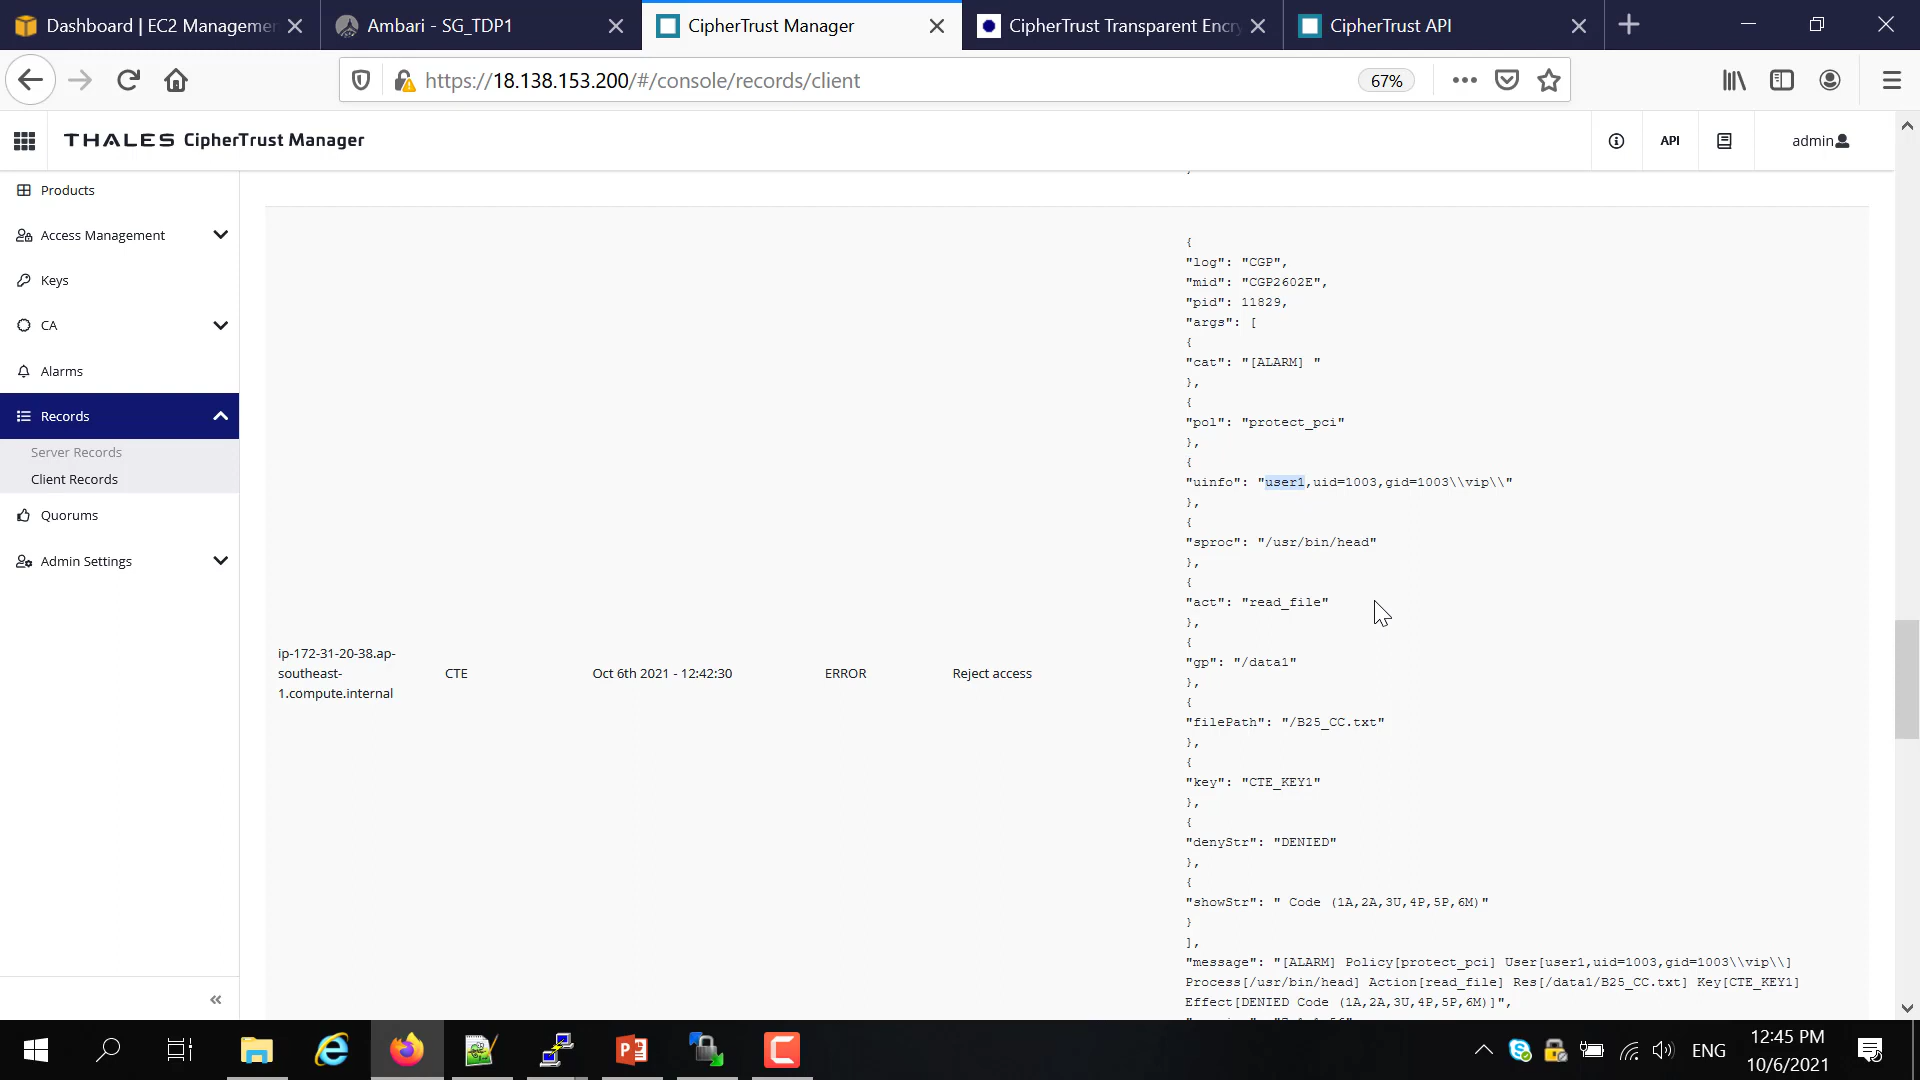 Dashboard | EC2 Managemen
Ambari - SG_TDP1
CipherTrust Manager
CipherTrust Transparent Encry
CipherTrust API
https://18.138.153.200/#/console/records/client
67%
THALES CipherTrust Manager
API
admin
Products
Access Management
Keys
CA
Alarms
Records
Server Records
Client Records
Quorums
Admin Settings
«
ip-172-31-20-38.ap-
southeast-
1.compute.internal
CTE
Oct 6th 2021 - 12:42:30
ERROR
Reject access
{
"log": "CGP",
"mid": "CGP2602E",
"pid": 11829,
"args": [
{
"cat": "[ALARM] "
},
{
"pol": "protect_pci"
},
{
"uinfo": "user1,uid=1003,gid=1003\\vip\\"
},
{
"sproc": "/usr/bin/head"
},
{
"act": "read_file"
},
{
"gp": "/data1"
},
{
"filePath": "/B25_CC.txt"
},
{
"key": "CTE_KEY1"
},
{
"denyStr": "DENIED"
},
{
"showStr": " Code (1A,2A,3U,4P,5P,6M)"
}
],
"message": "[ALARM] Policy[protect_pci] User[user1,uid=1003,gid=1003\\vip\\]
Process[/usr/bin/head] Action[read_file] Res[/data1/B25_CC.txt] Key[CTE_KEY1]
Effect[DENIED Code (1A,2A,3U,4P,5P,6M)]",
ENG
12:45 PM
10/6/2021